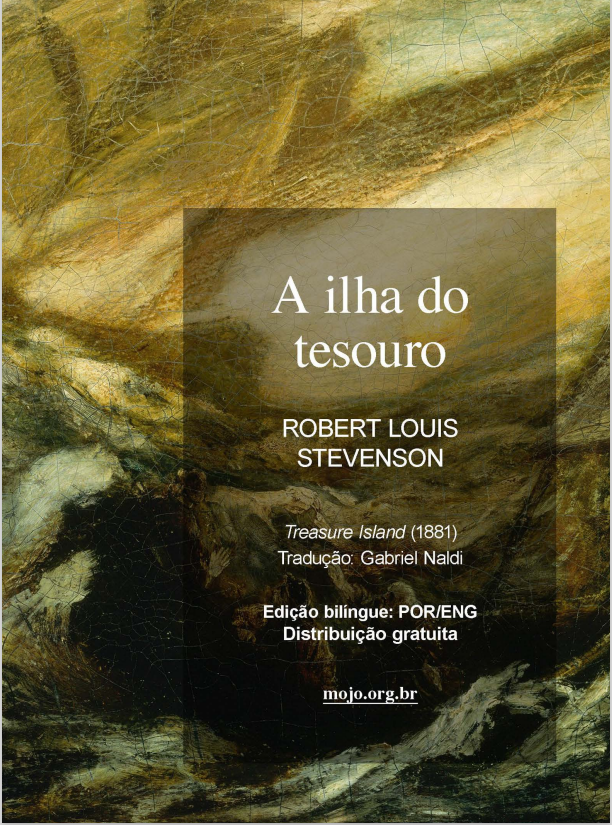 A ilha do
tesouro
ROBERT LOUIS
STEVENSON
Treasure Island (1881)
Tradução: Gabriel Naldi
Edição bilíngue: POR/ENG
Distribuição gratuita
mojo.org.br